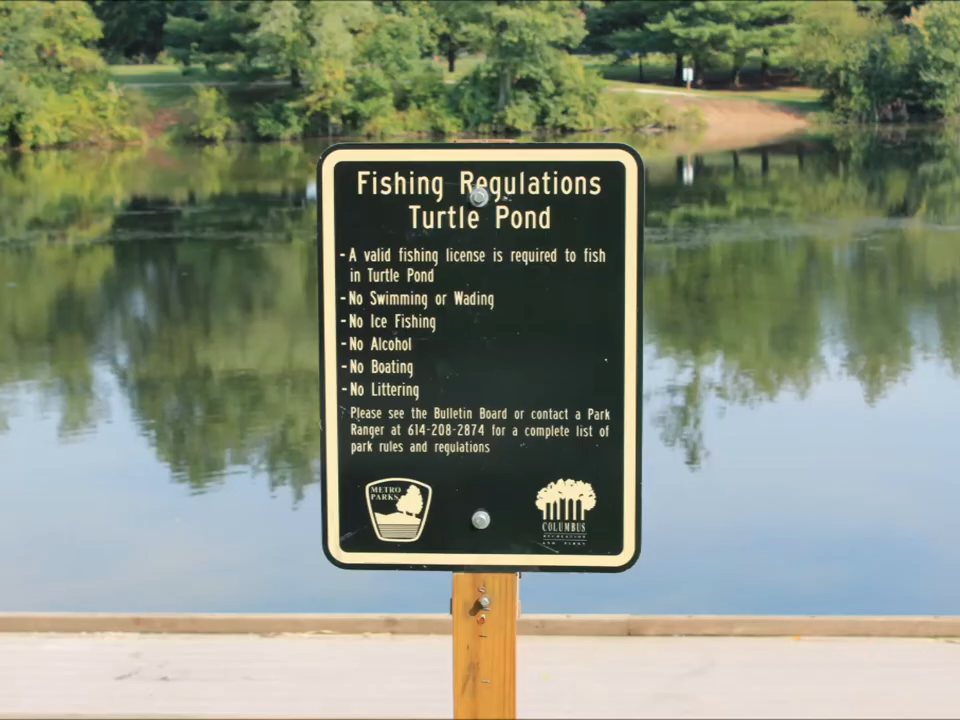 Fishing Regulations
Turtle Pond
- A valid fishing license is required to fish
in Turtle Pond
- No Swimming or Wading
- No Ice Fishing
- No Alcohol
- No Boating
- No Littering
Please see the Bulletin Board or contact a Park
Ranger at 614-208-2874 for a complete list of
park rules and regulations
METRO
PARKS
COLUMBUS
RECREATION
AND PARKS